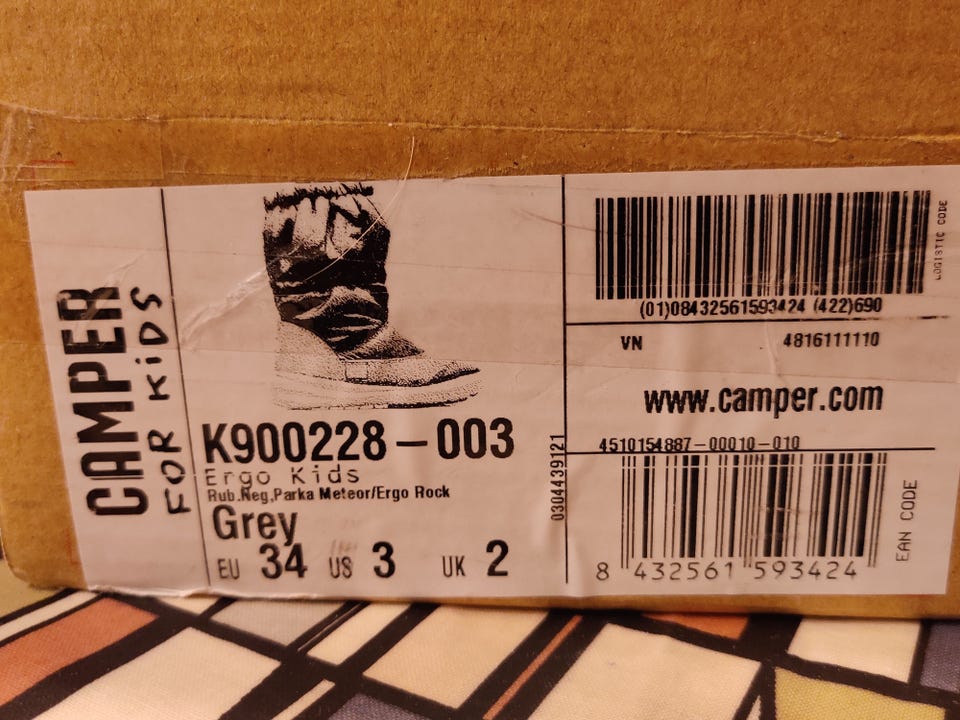 CAMPER
FOR KiDS
K900228-003
Ergo Kids
Rub.Neg,Parka Meteor/Ergo Rock
Grey
EU 34 US 3 UK 2
0304439121
LOGISTIC CODE
(01)08432561593424 (422)690
VN 4816111110
www.camper.com
4510154887-00010-010
EAN CODE
8 432561 593424